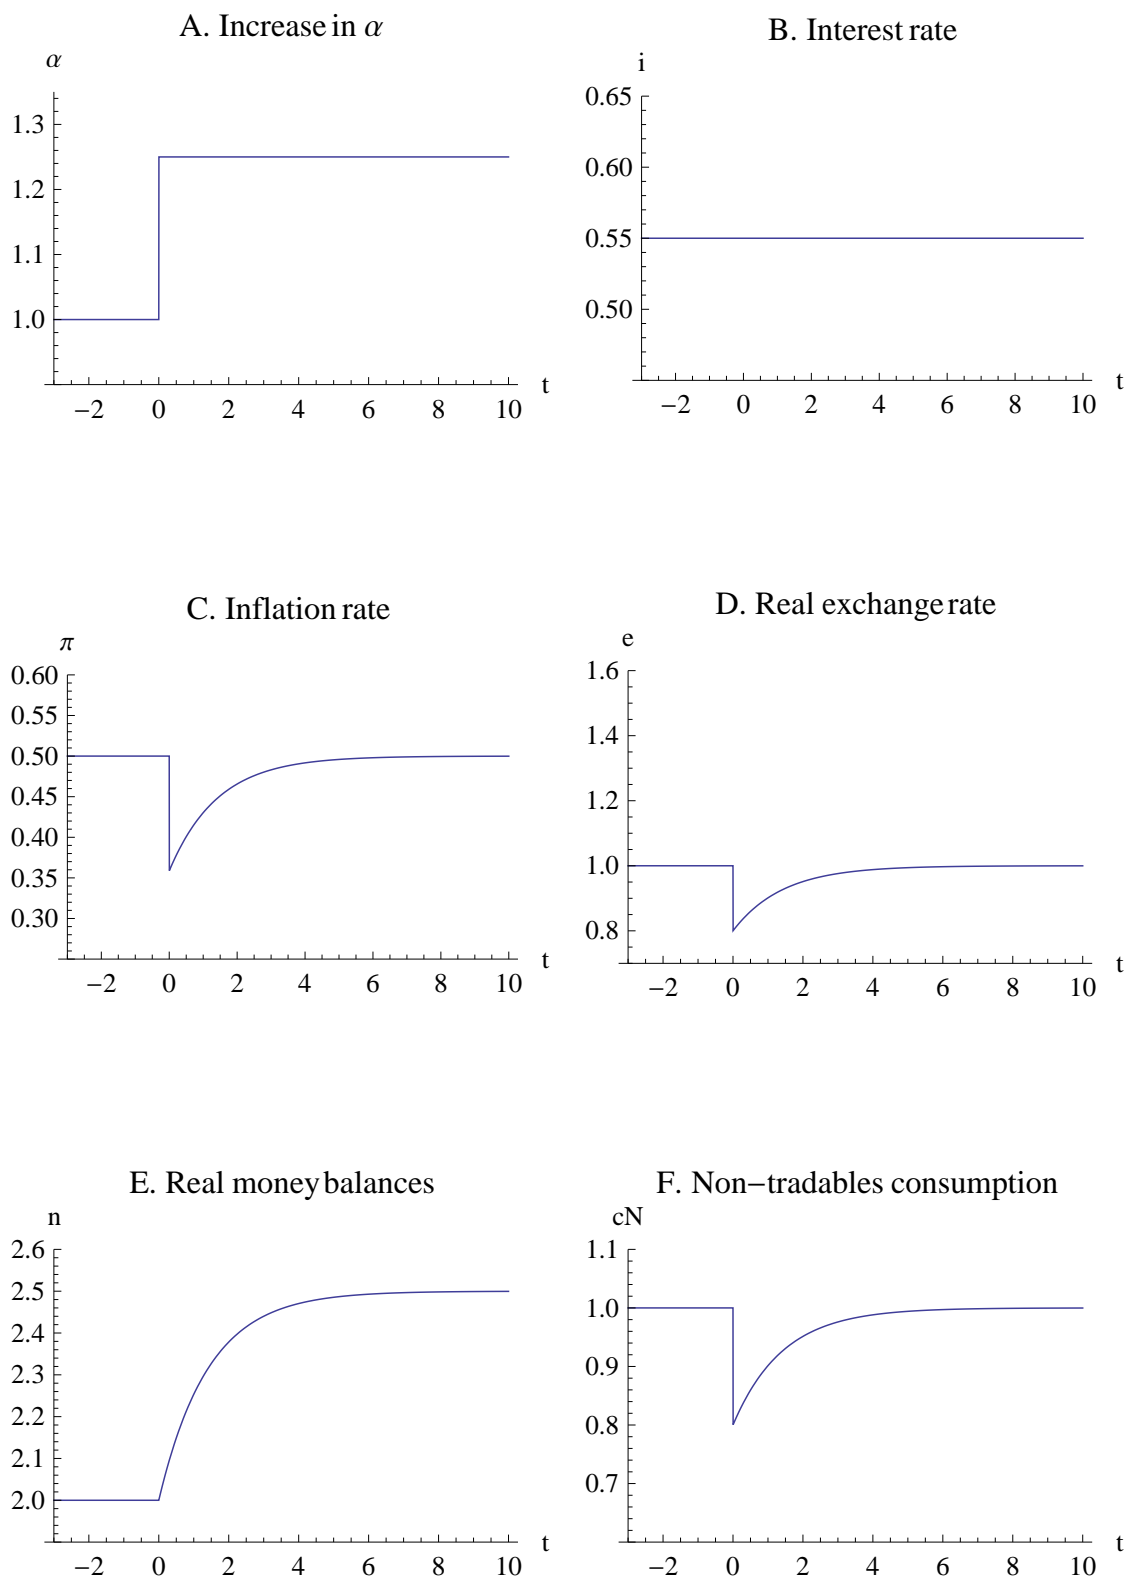 A. Increase in α
α
1.3
1.2
1.1
1.0
−2 0 2 4 6 8 10 t
B. Interest rate
i
0.65
0.60
0.55
0.50
−2 0 2 4 6 8 10 t
C. Inflation rate
π
0.60
0.55
0.50
0.45
0.40
0.35
0.30
−2 0 2 4 6 8 10 t
D. Real exchange rate
e
1.6
1.4
1.2
1.0
0.8
−2 0 2 4 6 8 10 t
E. Real money balances
n
2.6
2.5
2.4
2.3
2.2
2.1
2.0
−2 0 2 4 6 8 10 t
F. Non−tradables consumption
cN
1.1
1.0
0.9
0.8
0.7
−2 0 2 4 6 8 10 t